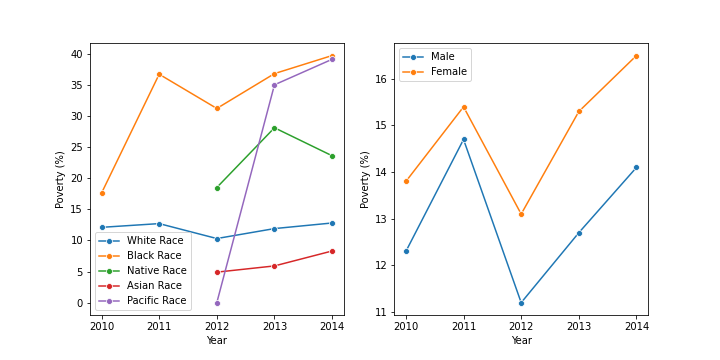 40
35
30
25
20
15
10
5
0
Poverty (%)
White Race
Black Race
Native Race
Asian Race
Pacific Race
2010 2011 2012 2013 2014
Year
16
15
14
13
12
11
Poverty (%)
Male
Female
2010 2011 2012 2013 2014
Year